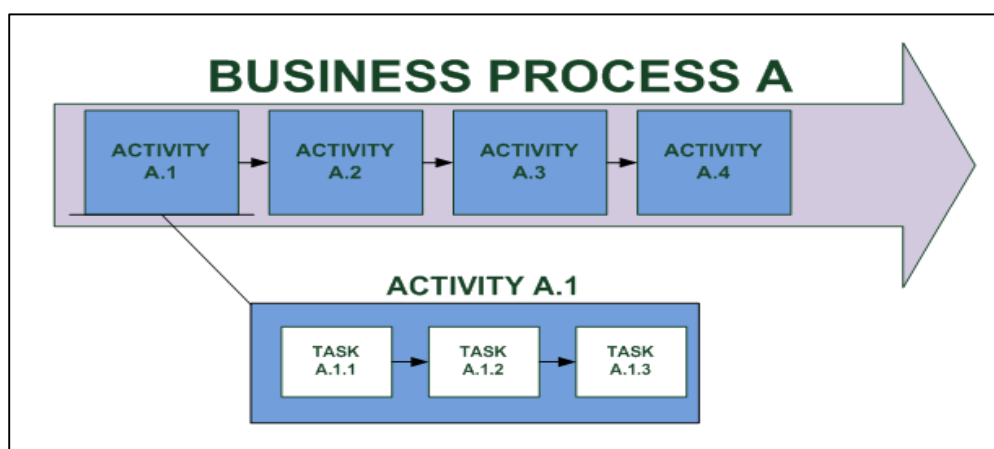 BUSINESS PROCESS A
ACTIVITY
A.1
ACTIVITY
A.2
ACTIVITY
A.3
ACTIVITY
A.4
ACTIVITY A.1
TASK
A.1.1
TASK
A.1.2
TASK
A.1.3